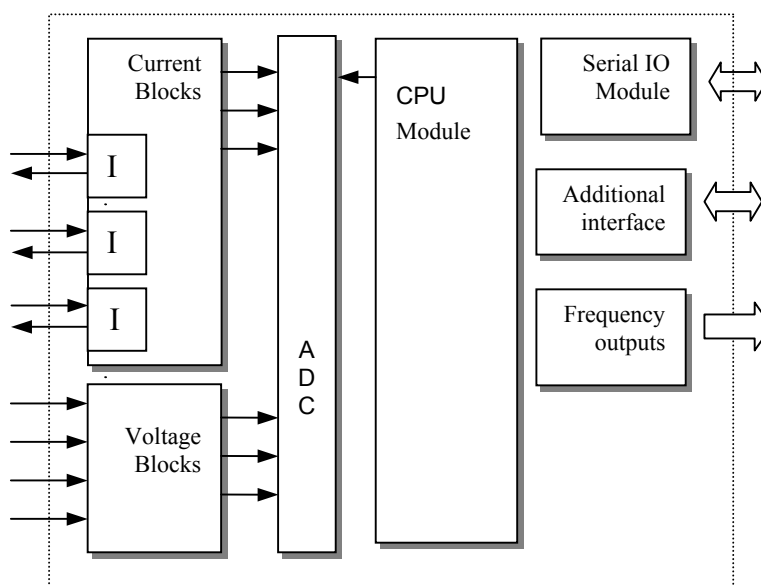 Current
Blocks
I
I
I
Voltage
Blocks
A
D
C
CPU
Module
Serial IO
Module
Additional
interface
Frequency
outputs